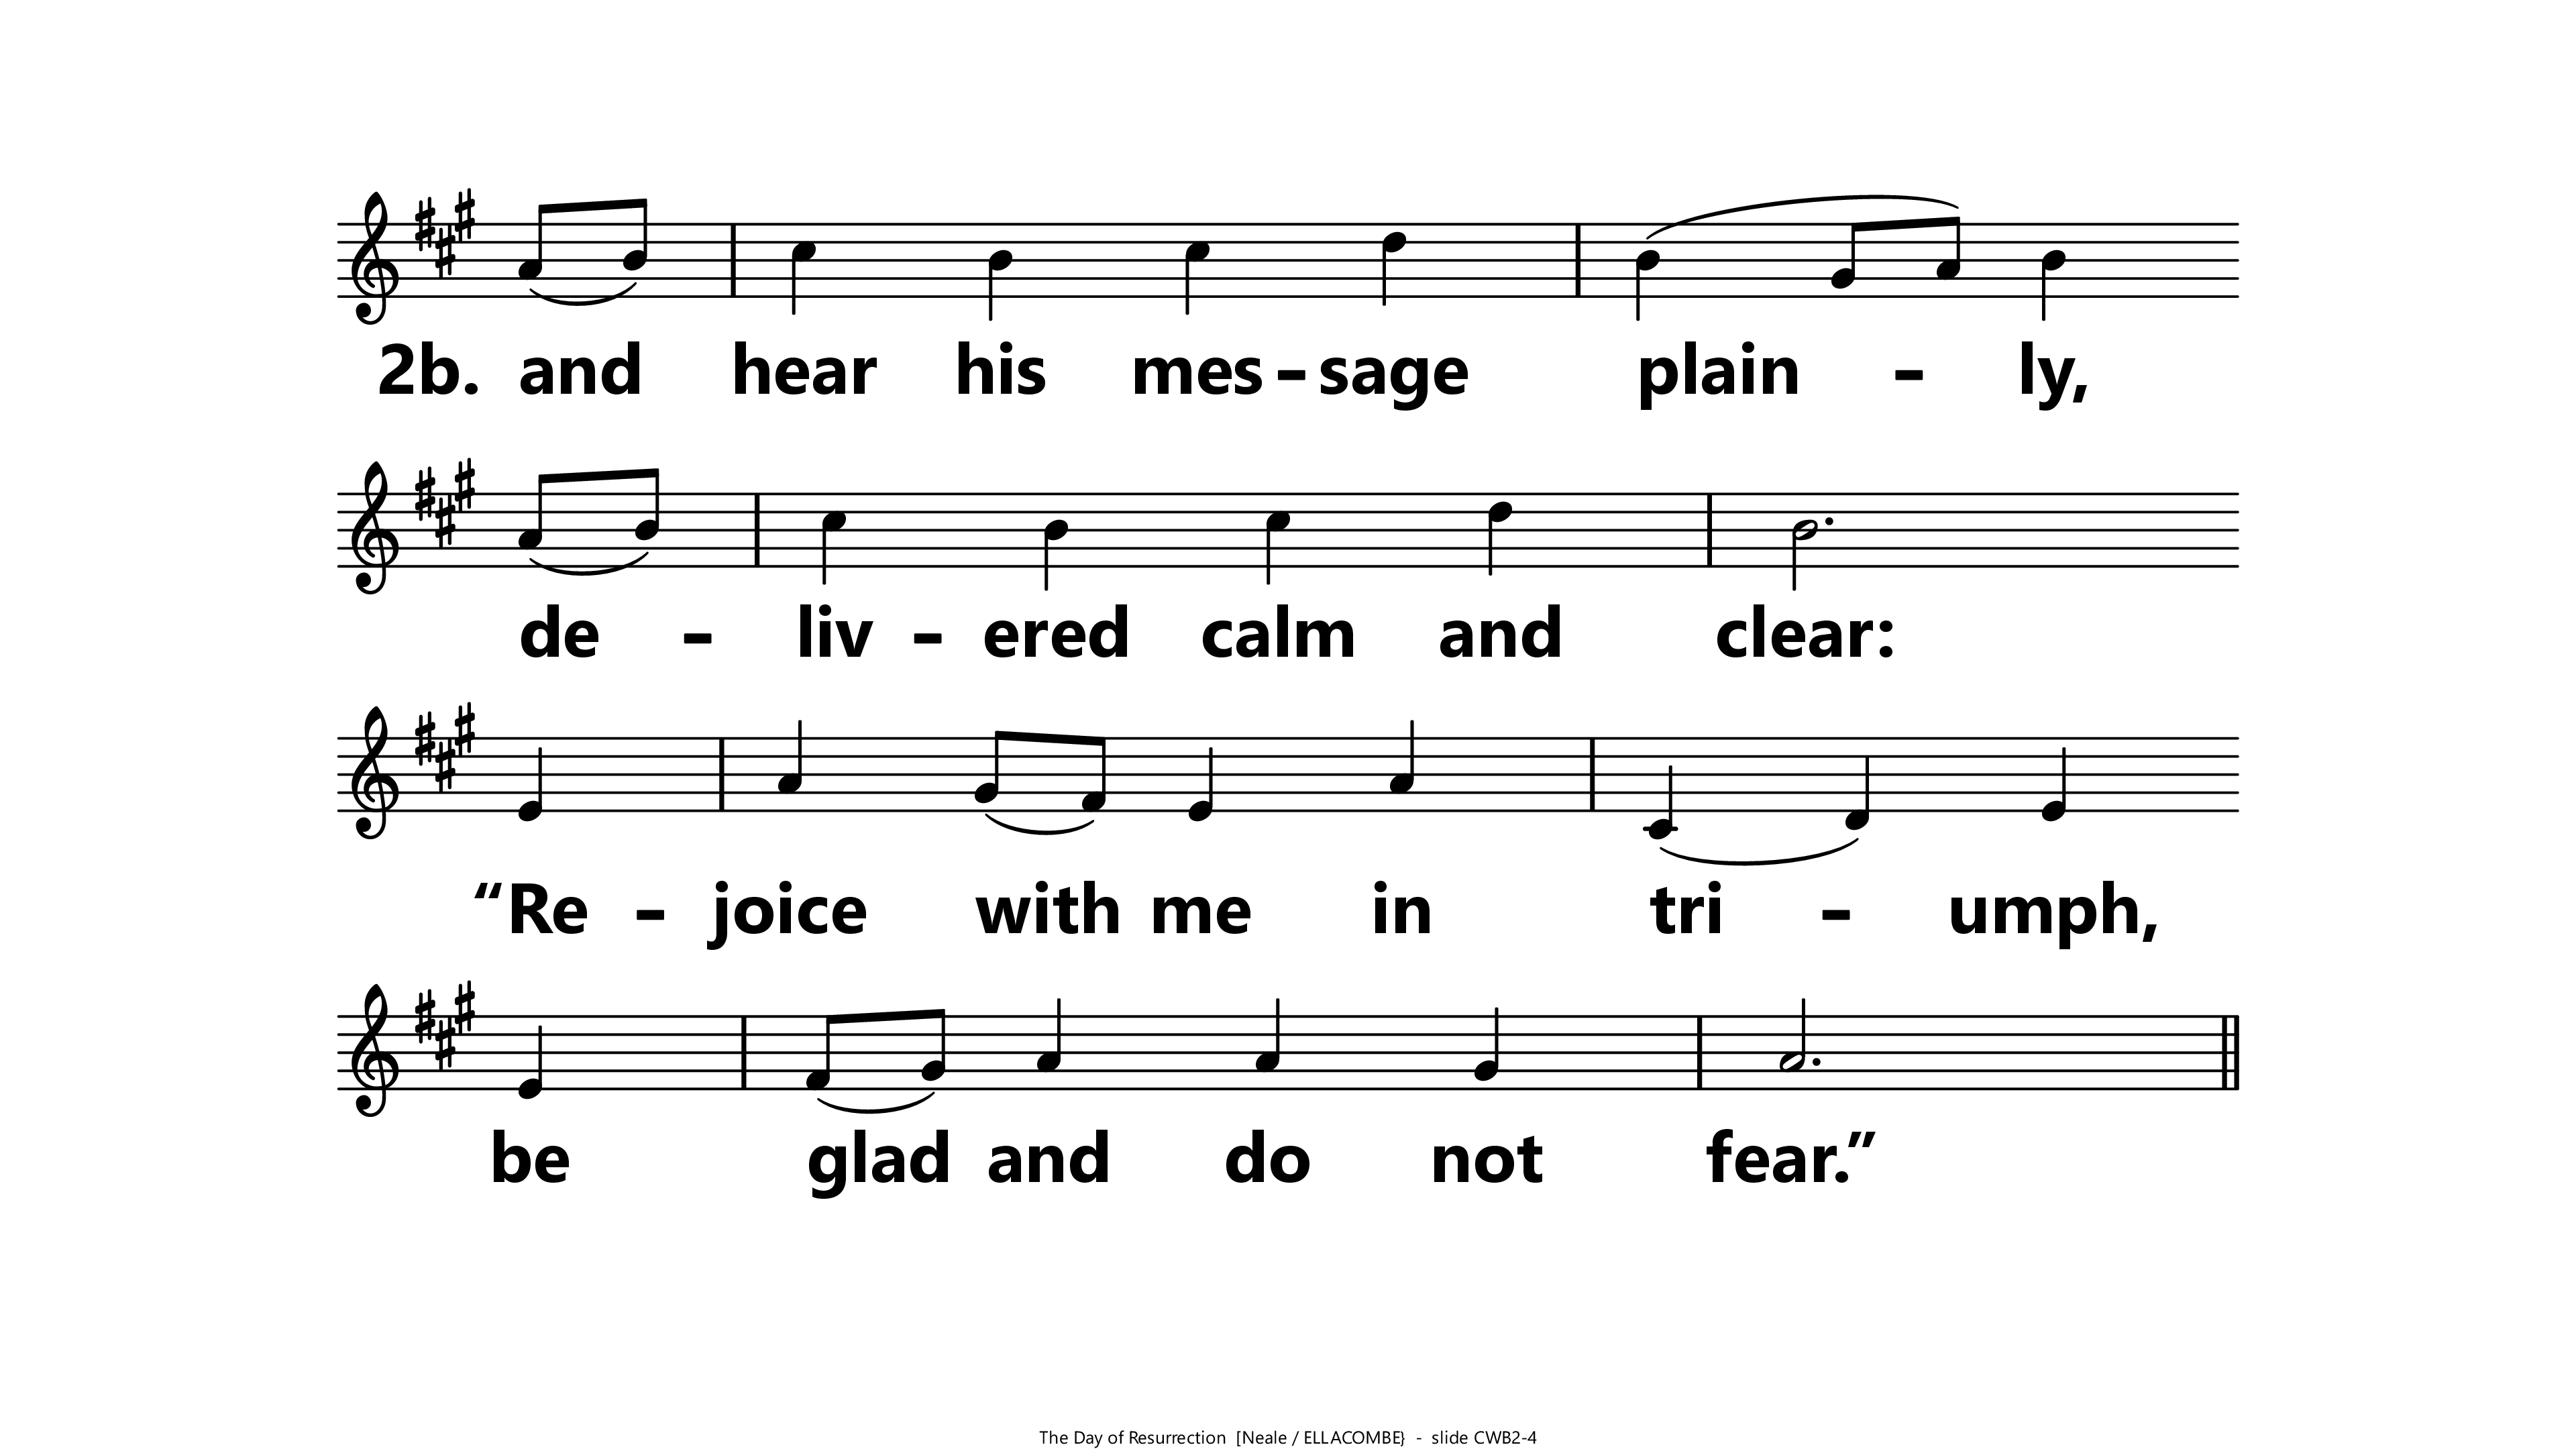 2b. and hear his mes - sage plain - ly,
de - liv - ered calm and clear:
“Re - joice with me in tri - umph,
be glad and do not fear.”
The Day of Resurrection [Neale / ELLACOMBE} - slide CWB2-4